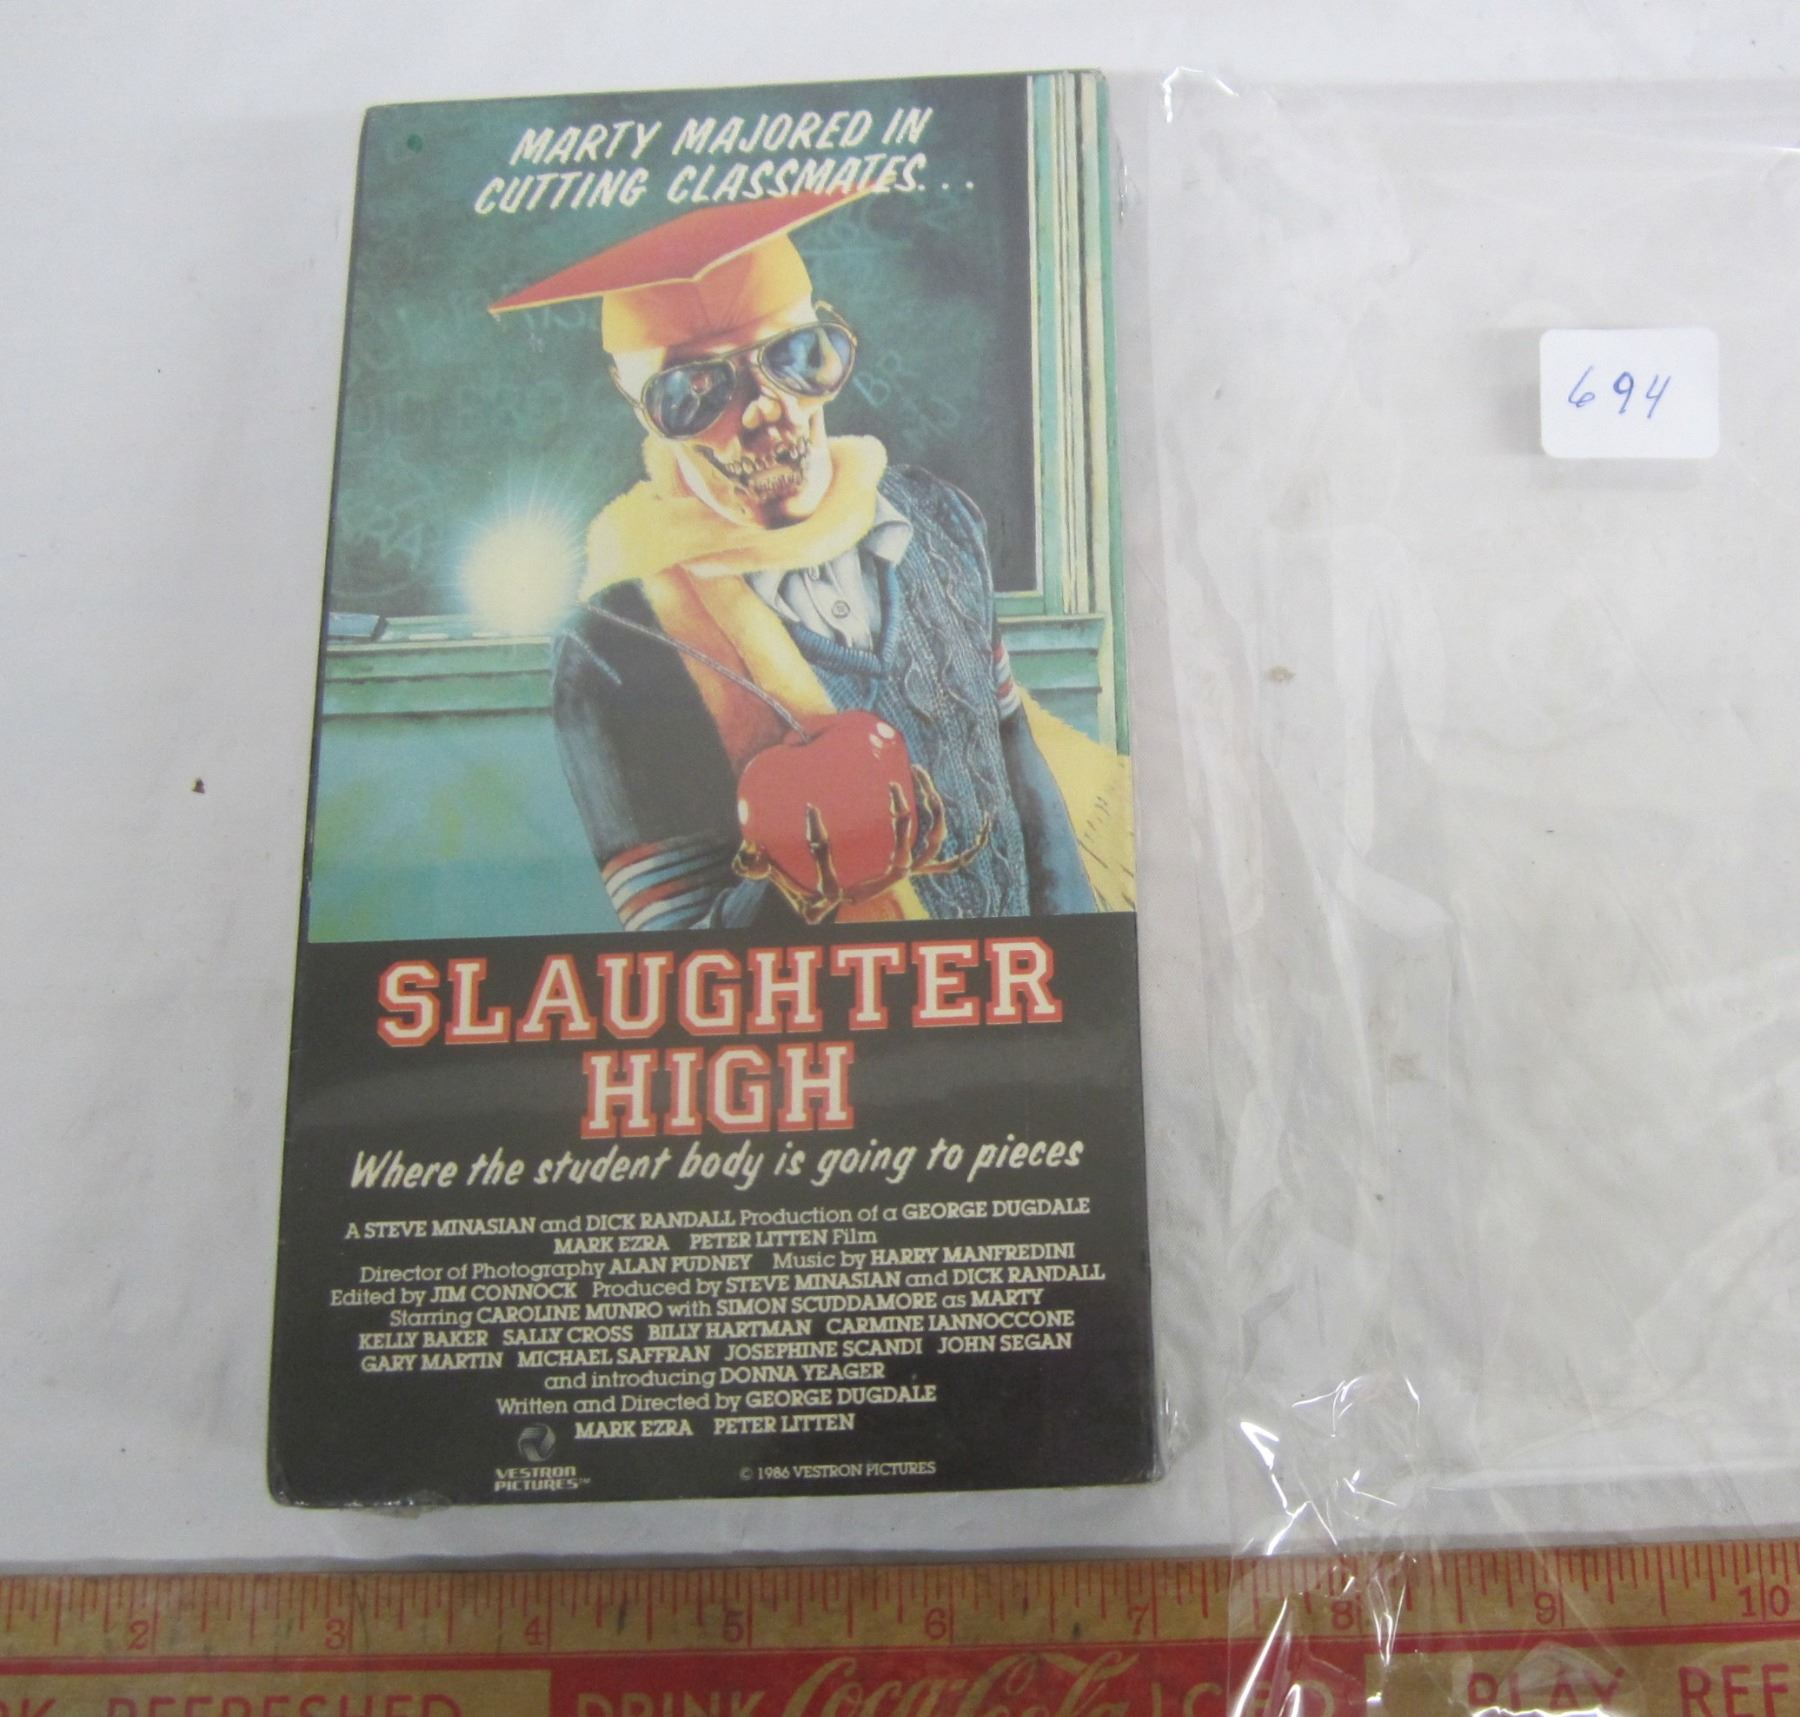 MARTY MAJORED IN
CUTTING CLASSMATES...
694
SLAUGHTER
HIGH
Where the student body is going to pieces
A STEVE MINASIAN and DICK RANDALL Production of a GEORGE DUGDALE
MARK EZRA PETER LITTEN Film
Director of Photography ALAN PUDNEY Music by HARRY MANFREDINI
Edited by JIM CONNOCK Produced by STEVE MINASIAN and DICK RANDALL
Starring CAROLINE MUNRO with SIMON SCUDDAMORE as MARTY
KELLY BAKER SALLY CROSS BILLY HARTMAN CARMINE IANNOCCONE
GARY MARTIN MICHAEL SAFFRAN JOSEPHINE SCANDI JOHN SEGAN
and introducing DONNA YEAGER
Written and Directed by GEORGE DUGDALE
MARK EZRA PETER LITTEN
VESTRON
PICTURES™
© 1986 VESTRON PICTURES
2 3 4 5 6 7 8 9 10
REFRESHED DRINK Coca-Cola ICED PLAY REF